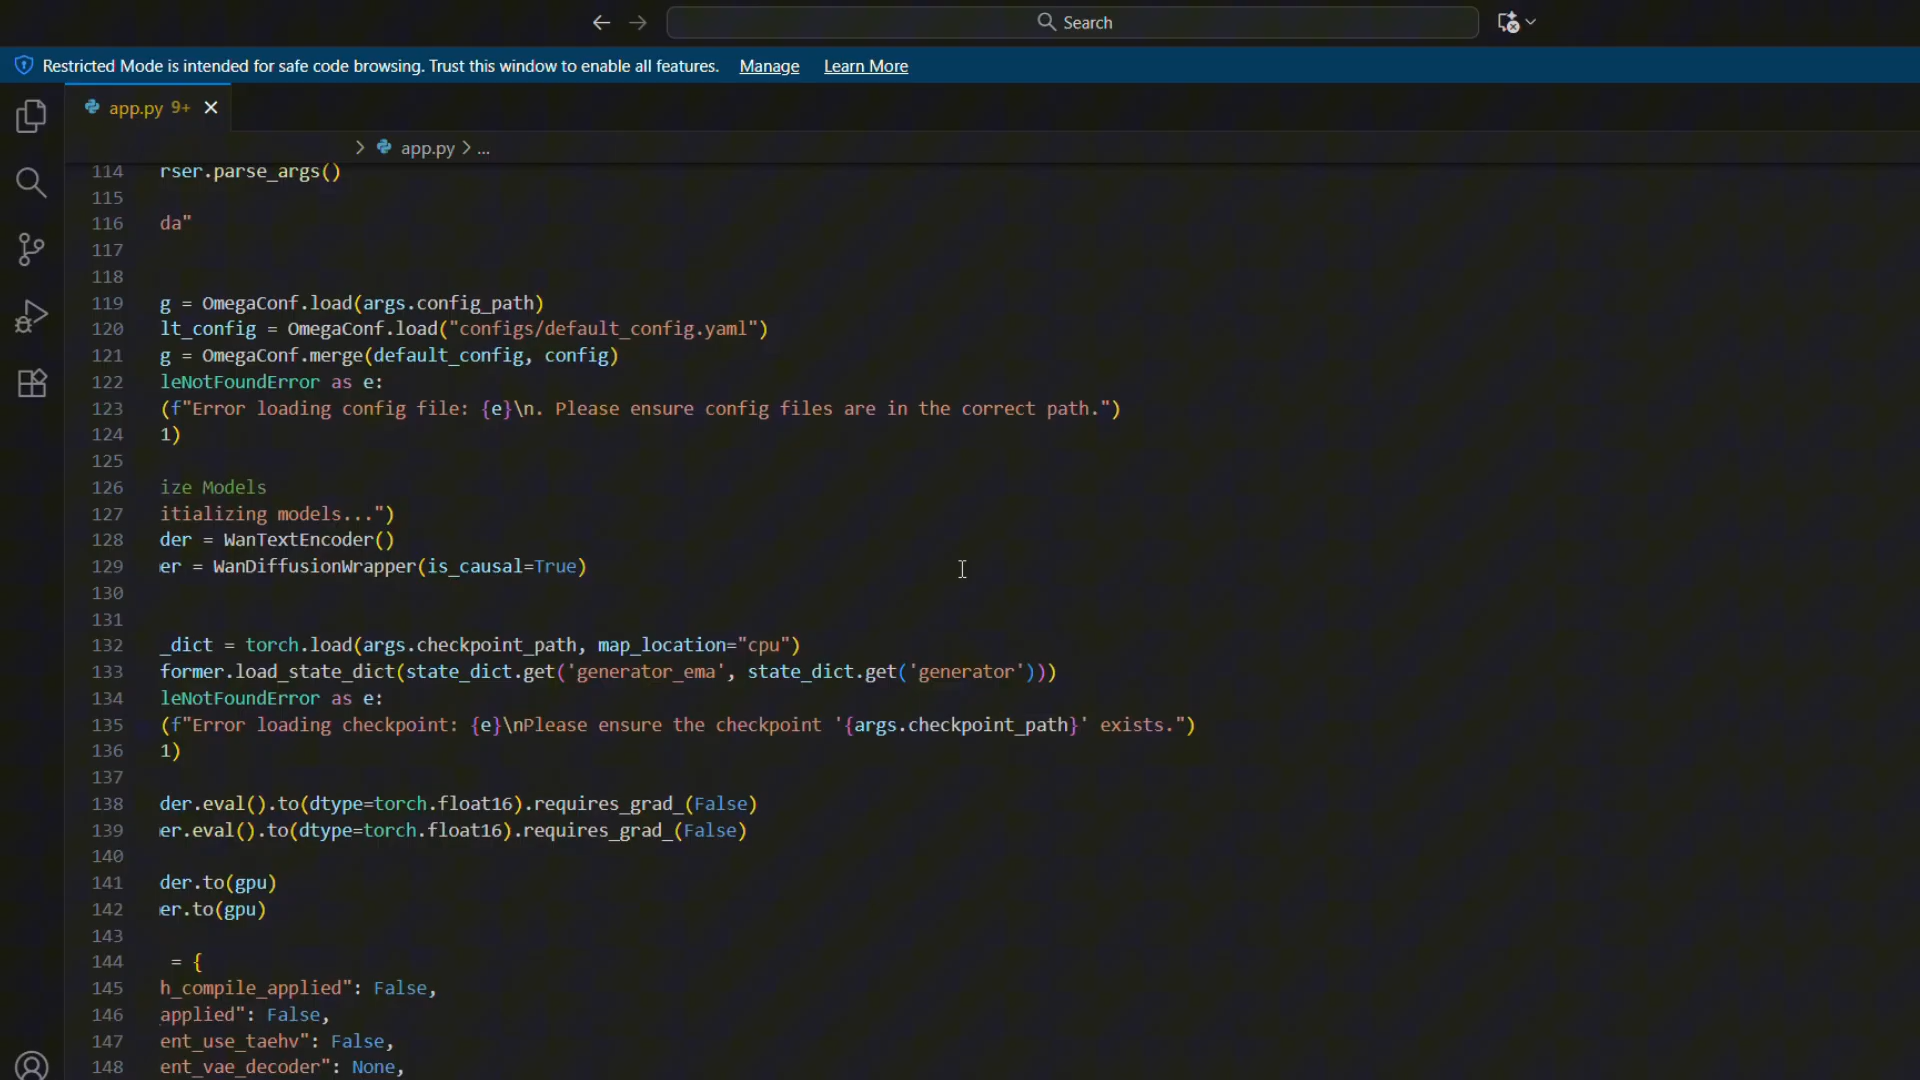 Search
Restricted Mode is intended for safe code browsing. Trust this window to enable all features. Manage Learn More
app.py 9+
app.py > ...
114 rser.parse_args()
115
116 da"
117
118
119 g = OmegaConf.load(args.config_path)
120 lt_config = OmegaConf.load("configs/default_config.yaml")
121 g = OmegaConf.merge(default_config, config)
122 leNotFoundError as e:
123 (f"Error loading config file: {e}\n. Please ensure config files are in the correct path.")
124 1)
125
126 ize Models
127 itializing models...")
128 der = WanTextEncoder()
129 er = WanDiffusionWrapper(is_causal=True)
130
131
132 _dict = torch.load(args.checkpoint_path, map_location="cpu")
133 former.load_state_dict(state_dict.get('generator_ema', state_dict.get('generator')))
134 leNotFoundError as e:
135 (f"Error loading checkpoint: {e}\nPlease ensure the checkpoint '{args.checkpoint_path}' exists.")
136 1)
137
138 der.eval().to(dtype=torch.float16).requires_grad_(False)
139 er.eval().to(dtype=torch.float16).requires_grad_(False)
140
141 der.to(gpu)
142 er.to(gpu)
143
144 = {
145 h_compile_applied": False,
146 applied": False,
147 ent_use_taehv": False,
148 ent_vae_decoder": None,